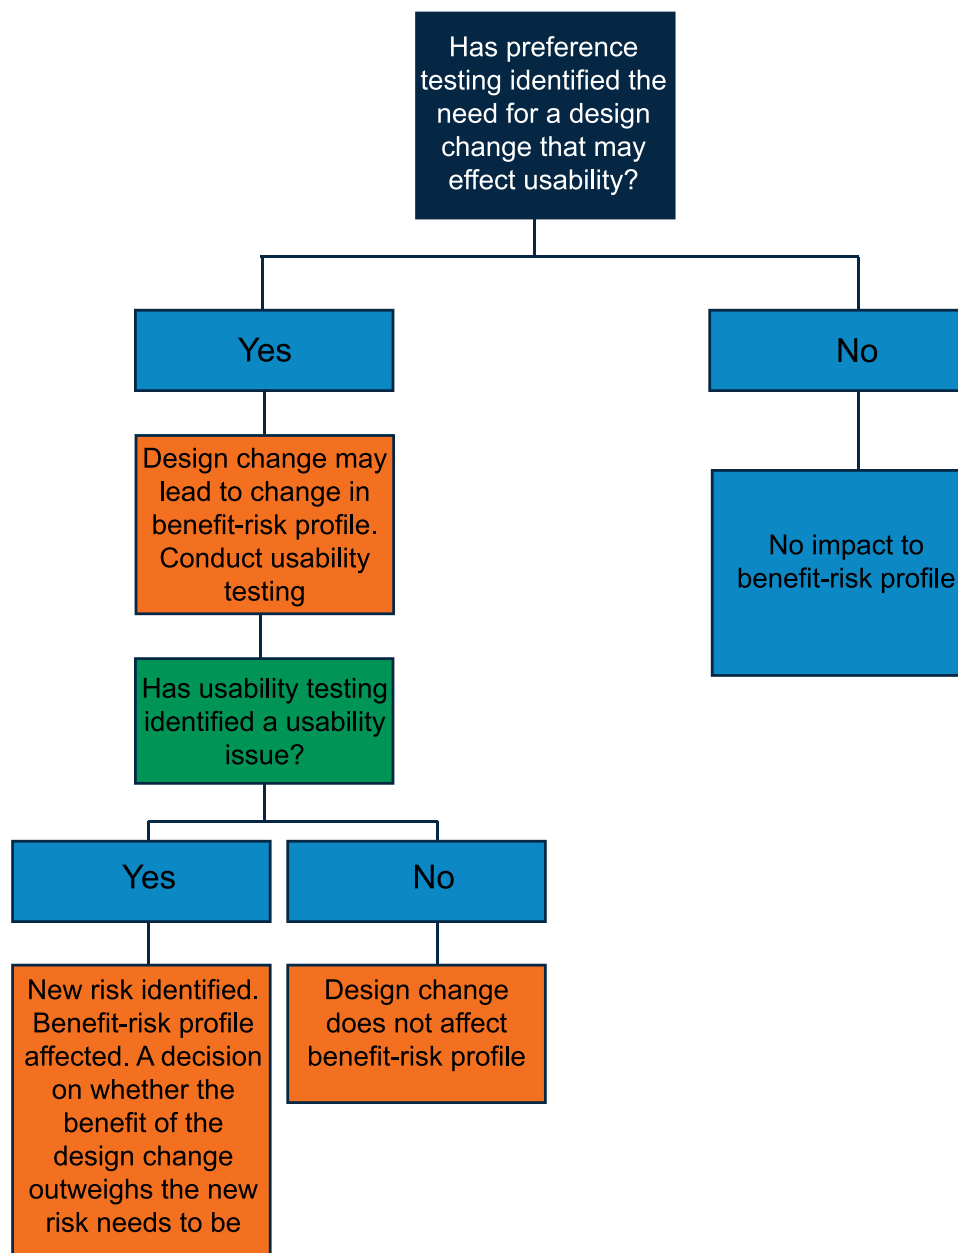 Has preference
testing identified the
need for a design
change that may
effect usability?
Yes
No
Design change may
lead to change in
benefit-risk profile.
Conduct usability
testing
No impact to
benefit-risk profile
Has usability testing
identified a usability
issue?
Yes
No
New risk identified.
Benefit-risk profile
affected. A decision
on whether the
benefit of the
design change
outweighs the new
risk needs to be
Design change
does not affect
benefit-risk profile